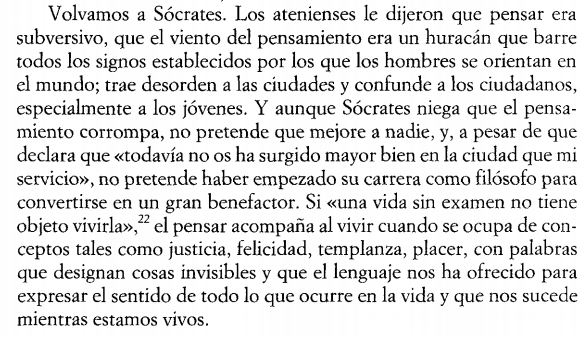 Volvamos a Sócrates. Los atenienses le dijeron que pensar era
subversivo, que el viento del pensamiento era un huracán que barre
todos los signos establecidos por los que los hombres se orientan en
el mundo; trae desorden a las ciudades y confunde a los ciudadanos,
especialmente a los jóvenes. Y aunque Sócrates niega que el pensa-
miento corrompa, no pretende que mejore a nadie, y, a pesar de que
declara que «todavía no os ha surgido mayor bien en la ciudad que mi
servicio», no pretende haber empezado su carrera como filósofo para
convertirse en un gran benefactor. Si «una vida sin examen no tiene
objeto vivirla»,²² el pensar acompaña al vivir cuando se ocupa de con-
ceptos tales como justicia, felicidad, templanza, placer, con palabras
que designan cosas invisibles y que el lenguaje nos ha ofrecido para
expresar el sentido de todo lo que ocurre en la vida y que nos sucede
mientras estamos vivos.